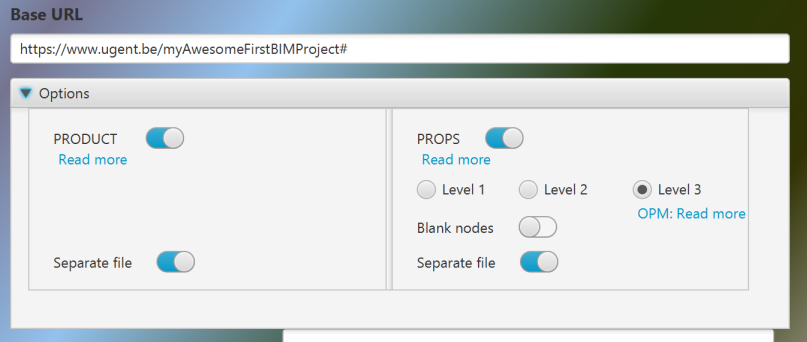 Base URL
https://www.ugent.be/myAwesomeFirstBIMProject#
Options
PRODUCT
Read more
Separate file
PROPS
Read more
Level 1 Level 2 Level 3
OPM: Read more
Blank nodes
Separate file